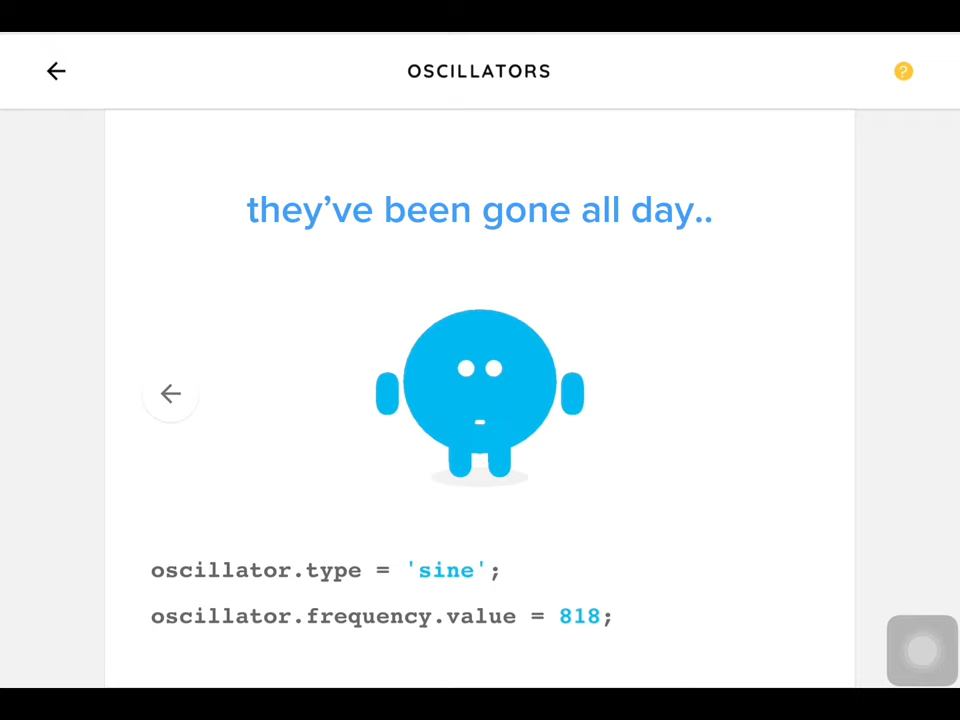 OSCILLATORS
?
they’ve been gone all day..
oscillator.type = 'sine';
oscillator.frequency.value = 818;